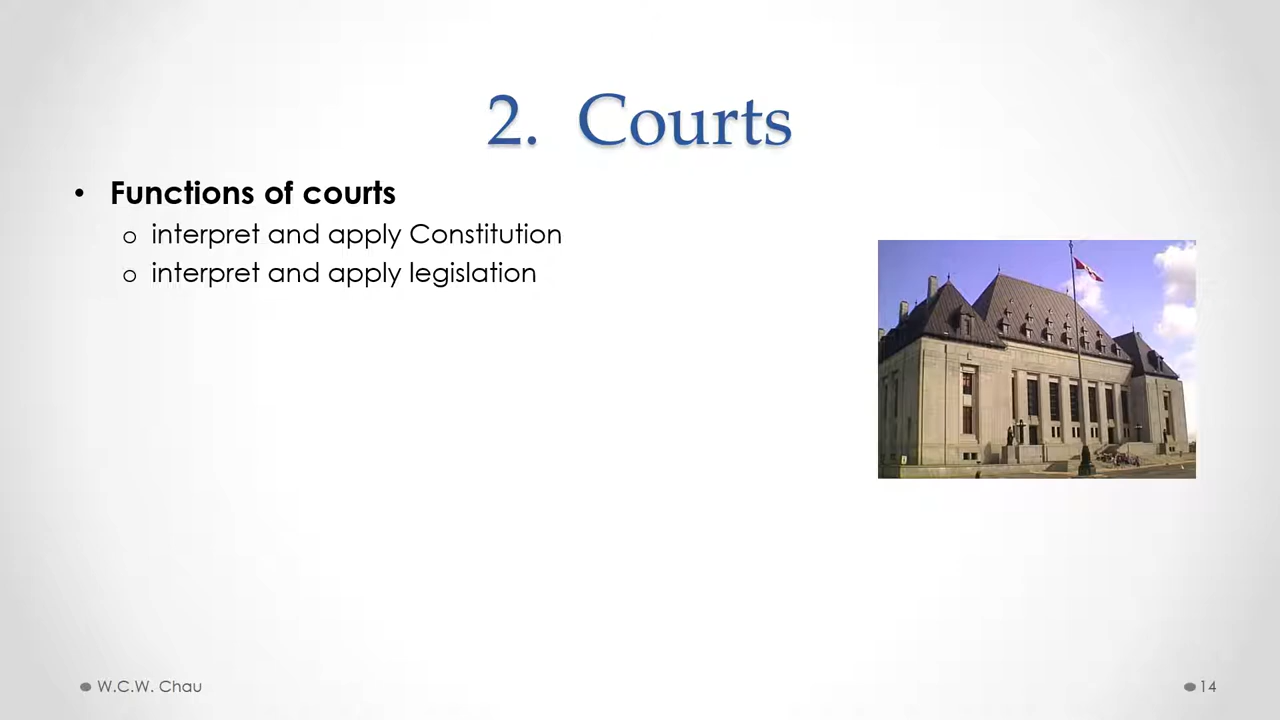 2. Courts
• Functions of courts
o interpret and apply Constitution
o interpret and apply legislation
W.C.W. Chau
14